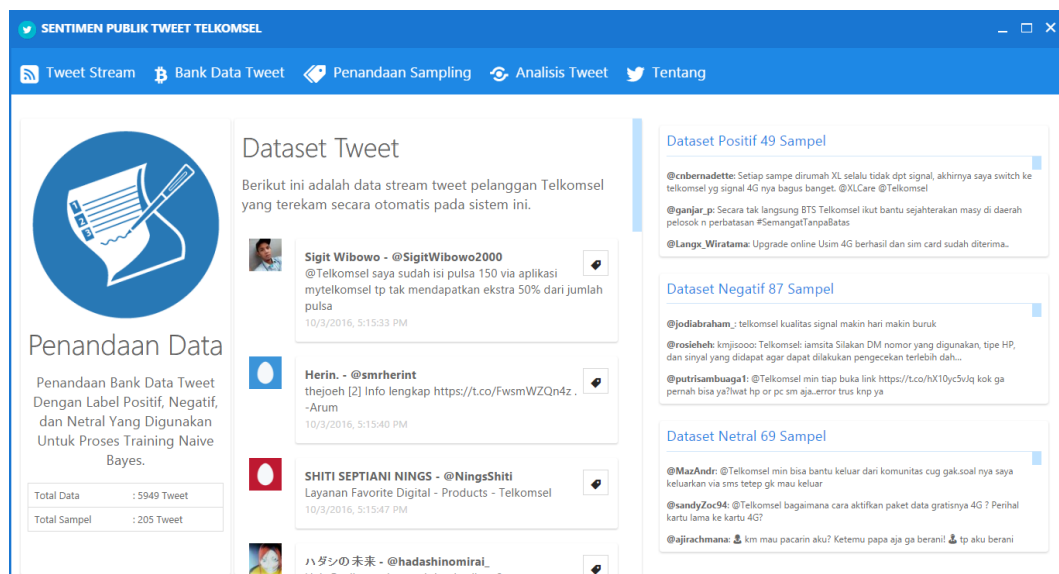 SENTIMEN PUBLIK TWEET TELKOMSEL
Tweet Stream
Bank Data Tweet
Penandaan Sampling
Analisis Tweet
Tentang
1
2
3
Penandaan Data
Penandaan Bank Data Tweet
Dengan Label Positif, Negatif,
dan Netral Yang Digunakan
Untuk Proses Training Naive
Bayes.
Total Data : 5949 Tweet
Total Sampel : 205 Tweet
Dataset Tweet
Berikut ini adalah data stream tweet pelanggan Telkomsel
yang terekam secara otomatis pada sistem ini.
Sigit Wibowo - @SigitWibowo2000
@Telkomsel saya sudah isi pulsa 150 via aplikasi
mytelkomsel tp tak mendapatkan ekstra 50% dari jumlah
pulsa
10/3/2016, 5:15:33 PM
Herin. - @smrherint
thejoeh [2] Info lengkap https://t.co/FwsmWZQn4z .
-Arum
10/3/2016, 5:15:40 PM
SHITI SEPTIANI NINGS - @NingsShiti
Layanan Favorite Digital - Products - Telkomsel
10/3/2016, 5:15:47 PM
ハダシの未来 - @hadashinomirai_
Dataset Positif 49 Sampel
@cnbernadette: Setiap sampe dirumah XL selalu tidak dpt signal, akhirnya saya switch ke
telkomsel yg signal 4G nya bagus banget. @XLCare @Telkomsel
@ganjar_p: Secara tak langsung BTS Telkomsel ikut bantu sejahterakan masy di daerah
pelosok n perbatasan #SemangatTanpaBatas
@Langx_Wiratama: Upgrade online Usim 4G berhasil dan sim card sudah diterima..
Dataset Negatif 87 Sampel
@jodiabraham_: telkomsel kualitas signal makin hari makin buruk
@rosieheh: kmjisooo: Telkomsel: iamsita Silakan DM nomor yang digunakan, tipe HP,
dan sinyal yang didapat agar dapat dilakukan pengecekan terlebih dah...
@putrisambuaga1: @Telkomsel min tiap buka link https://t.co/hX10yc5vJq kok ga
pernah bisa ya?lwat hp or pc sm aja..error trus knp ya
Dataset Netral 69 Sampel
@MazAndr: @Telkomsel min bisa bantu keluar dari komunitas cug gak.soal nya saya
keluarkan via sms tetep gk mau keluar
@sandyZoc94: @Telkomsel bagaimana cara aktifkan paket data gratisnya 4G ? Perihal
kartu lama ke kartu 4G?
@ajirachmana: km mau pacarin aku? Ketemu papa aja ga berani! tp aku berani